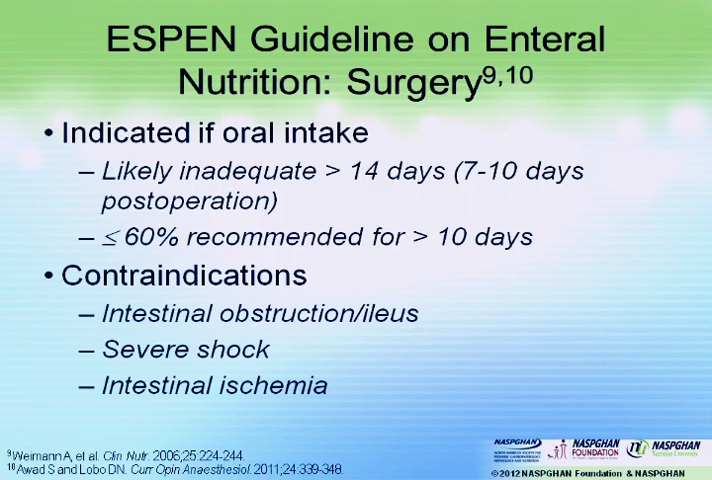 ESPEN Guideline on Enteral
Nutrition: Surgery9,10
• Indicated if oral intake
– Likely inadequate > 14 days (7-10 days
postoperation)
– ≤ 60% recommended for > 10 days
• Contraindications
– Intestinal obstruction/ileus
– Severe shock
– Intestinal ischemia
9Weimann A, et al. Clin Nutr. 2006;25:224-244.
10Awad S and Lobo DN. Curr Opin Anaesthesiol. 2011;24:339-348.
NASPGHAN
NASPGHAN
FOUNDATION
NASPGHAN
©2012 NASPGHAN Foundation & NASPGHAN